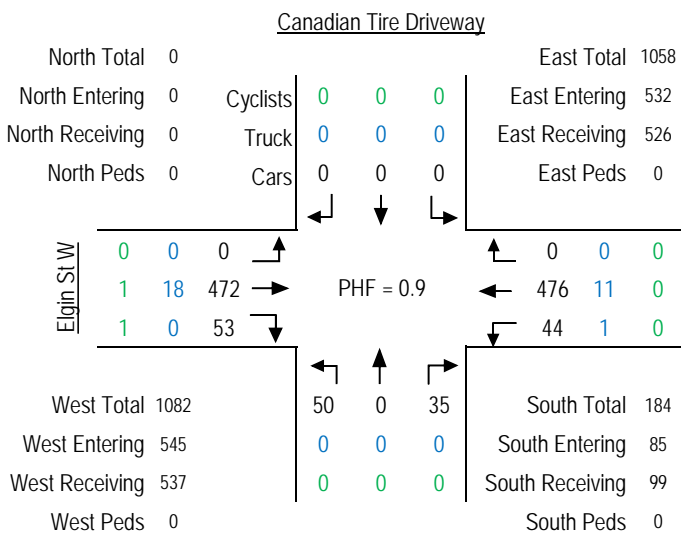 Canadian Tire Driveway
North Total 0
East Total 1058
North Entering 0
Cyclists 0 0 0
East Entering 532
North Receiving 0
Truck 0 0 0
East Receiving 526
North Peds 0
Cars 0 0 0
East Peds 0
Elgin St W
0 0 0
0 0 0
1 18 472
PHF = 0.9
476 11 0
1 0 53
44 1 0
West Total 1082
50 0 35
South Total 184
West Entering 545
0 0 0
South Entering 85
West Receiving 537
0 0 0
South Receiving 99
West Peds 0
South Peds 0